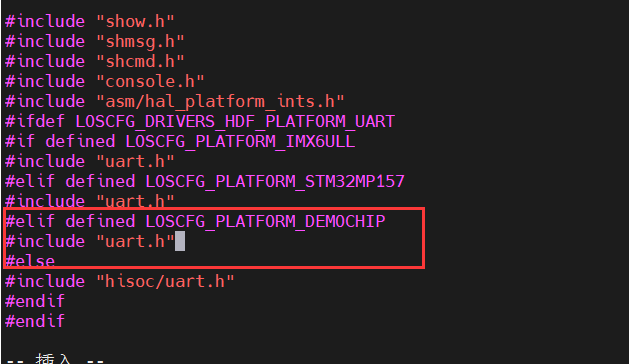 #include "show.h"
#include "shmsg.h"
#include "shcmd.h"
#include "console.h"
#include "asm/hal_platform_ints.h"
#ifdef LOSCFG_DRIVERS_HDF_PLATFORM_UART
#if defined LOSCFG_PLATFORM_IMX6ULL
#include "uart.h"
#elif defined LOSCFG_PLATFORM_STM32MP157
#include "uart.h"
#elif defined LOSCFG_PLATFORM_DEMOCHIP
#include "uart.h"
#else
#include "hisoc/uart.h"
#endif
#endif
-- 插入 --